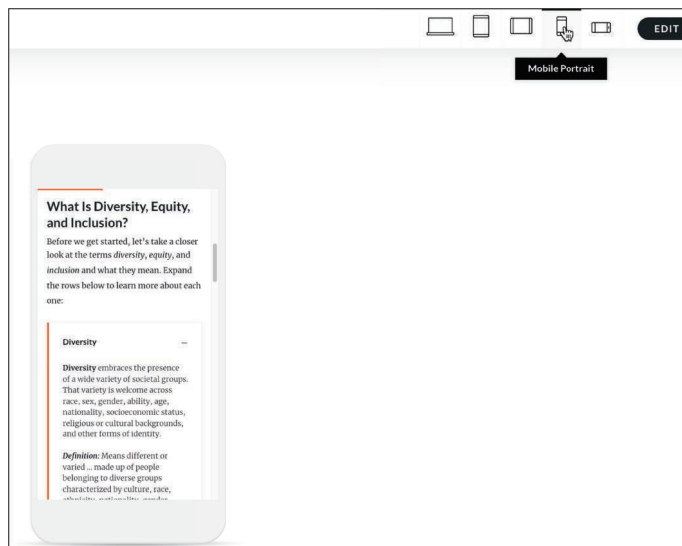 EDIT
Mobile Portrait
What Is Diversity, Equity,
and Inclusion?
Before we get started, let's take a closer
look at the terms diversity, equity, and
inclusion and what they mean. Expand
the rows below to learn more about each
one:
Diversity –
Diversity embraces the presence
of a wide variety of societal groups.
That variety is welcome across
race, sex, gender, ability, age,
nationality, socioeconomic status,
religious or cultural backgrounds,
and other forms of identity.
Definition: Means different or
varied ... made up of people
belonging to diverse groups
characterized by culture, race,
ethnicity, nationality, gender